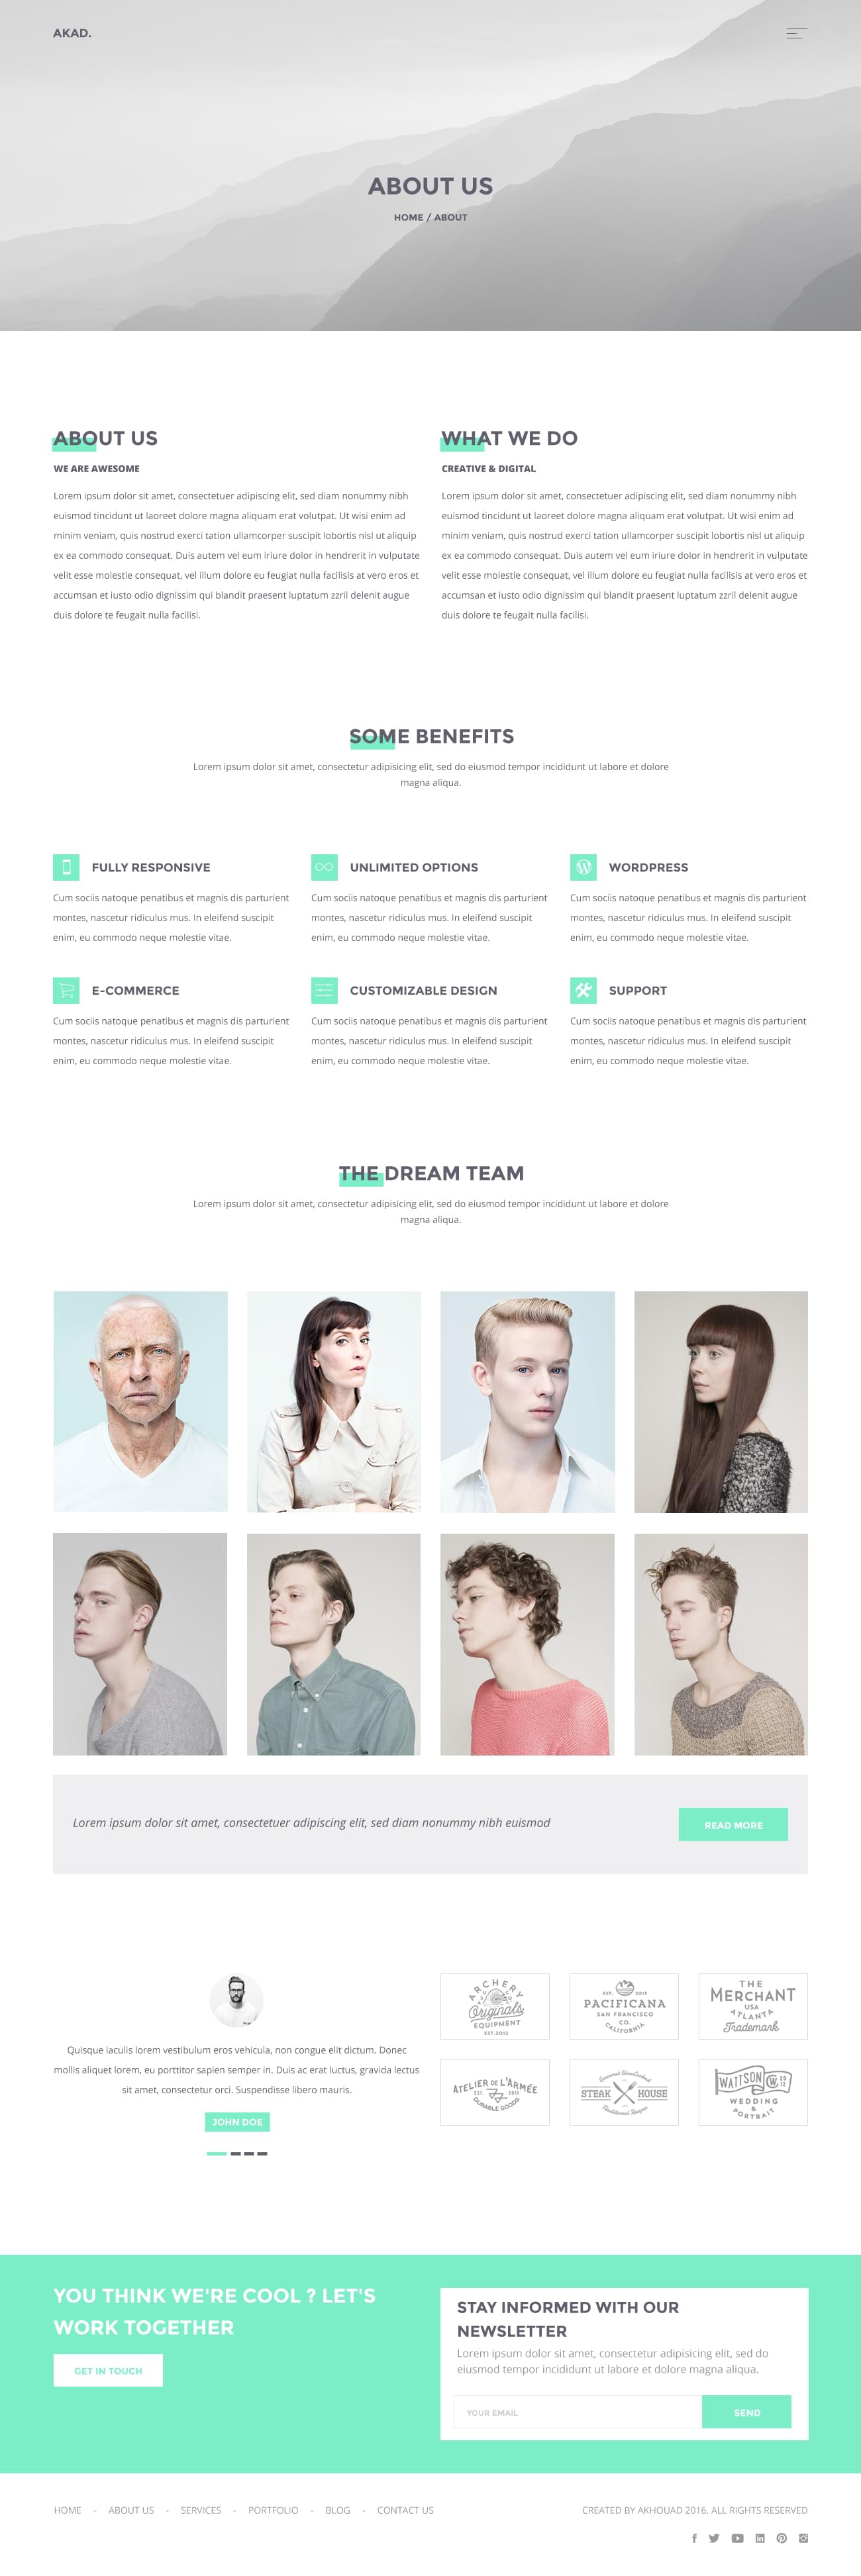 AKAD.
ABOUT US
HOME / ABOUT
ABOUT US
WE ARE AWESOME
Lorem ipsum dolor sit amet, consectetuer adipiscing elit, sed diam nonummy nibh
euismod tincidunt ut laoreet dolore magna aliquam erat volutpat. Ut wisi enim ad
minim veniam, quis nostrud exerci tation ullamcorper suscipit lobortis nisl ut aliquip
ex ea commodo consequat. Duis autem vel eum iriure dolor in hendrerit in vulputate
velit esse molestie consequat, vel illum dolore eu feugiat nulla facilisis at vero eros et
accumsan et iusto odio dignissim qui blandit praesent luptatum zzril delenit augue
duis dolore te feugait nulla facilisi.
WHAT WE DO
CREATIVE & DIGITAL
Lorem ipsum dolor sit amet, consectetuer adipiscing elit, sed diam nonummy nibh
euismod tincidunt ut laoreet dolore magna aliquam erat volutpat. Ut wisi enim ad
minim veniam, quis nostrud exerci tation ullamcorper suscipit lobortis nisl ut aliquip
ex ea commodo consequat. Duis autem vel eum iriure dolor in hendrerit in vulputate
velit esse molestie consequat, vel illum dolore eu feugiat nulla facilisis at vero eros et
accumsan et iusto odio dignissim qui blandit praesent luptatum zzril delenit augue
duis dolore te feugait nulla facilisi.
SOME BENEFITS
Lorem ipsum dolor sit amet, consectetur adipisicing elit, sed do eiusmod tempor incididunt ut labore et dolore
magna aliqua.
FULLY RESPONSIVE
Cum sociis natoque penatibus et magnis dis parturient
montes, nascetur ridiculus mus. In eleifend suscipit
enim, eu commodo neque molestie vitae.
UNLIMITED OPTIONS
Cum sociis natoque penatibus et magnis dis parturient
montes, nascetur ridiculus mus. In eleifend suscipit
enim, eu commodo neque molestie vitae.
WORDPRESS
Cum sociis natoque penatibus et magnis dis parturient
montes, nascetur ridiculus mus. In eleifend suscipit
enim, eu commodo neque molestie vitae.
E-COMMERCE
Cum sociis natoque penatibus et magnis dis parturient
montes, nascetur ridiculus mus. In eleifend suscipit
enim, eu commodo neque molestie vitae.
CUSTOMIZABLE DESIGN
Cum sociis natoque penatibus et magnis dis parturient
montes, nascetur ridiculus mus. In eleifend suscipit
enim, eu commodo neque molestie vitae.
SUPPORT
Cum sociis natoque penatibus et magnis dis parturient
montes, nascetur ridiculus mus. In eleifend suscipit
enim, eu commodo neque molestie vitae.
THE DREAM TEAM
Lorem ipsum dolor sit amet, consectetur adipisicing elit, sed do eiusmod tempor incididunt ut labore et dolore
magna aliqua.
Lorem ipsum dolor sit amet, consectetuer adipiscing elit, sed diam nonummy nibh euismod
READ MORE
Quisque iaculis lorem vestibulum eros vehicula, non congue elit dictum. Donec
mollis aliquet lorem, eu porttitor sapien semper in. Duis ac erat luctus, gravida lectus
sit amet, consectetur orci. Suspendisse libero mauris.
JOHN DOE
ARCHERY
Originals
EQUIPMENT
EST.2012
EST. 2012
PACIFICANA
SAN FRANCISCO
CO.
CALIFORNIA
THE
MERCHANT
USA
ATLANTA
Trademark
ATELIER DE L'ARMÉE
EST. 2011
DURABLE GOODS
STEAK HOUSE
Traditional Recipes
WATTSON
WEDDING
&
PORTRAIT
YOU THINK WE'RE COOL ? LET'S
WORK TOGETHER
GET IN TOUCH
STAY INFORMED WITH OUR
NEWSLETTER
Lorem ipsum dolor sit amet, consectetur adipisicing elit, sed do
eiusmod tempor incididunt ut labore et dolore magna aliqua.
YOUR EMAIL
SEND
HOME - ABOUT US - SERVICES - PORTFOLIO - BLOG - CONTACT US
CREATED BY AKHOUAD 2016. ALL RIGHTS RESERVED